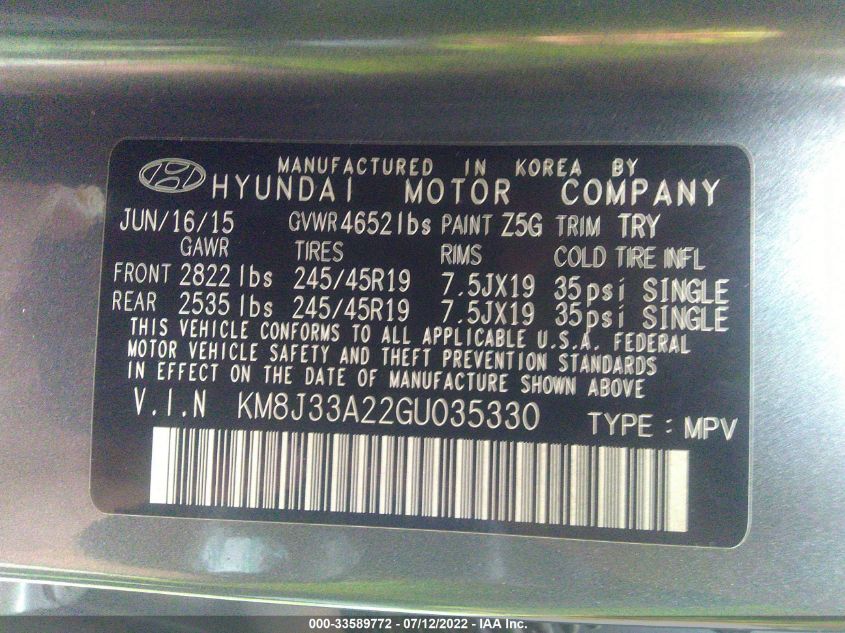 MANUFACTURED IN KOREA BY
HYUNDAI MOTOR COMPANY
JUN/16/15 GVWR 4652lbs PAINT Z5G TRIM TRY
GAWR TIRES RIMS COLD TIRE INFL
FRONT 2822 lbs 245/45R19 7.5JX19 35psi SINGLE
REAR 2535 lbs 245/45R19 7.5JX19 35psi SINGLE
THIS VEHICLE CONFORMS TO ALL APPLICABLE U.S.A. FEDERAL
MOTOR VEHICLE SAFETY AND THEFT PREVENTION STANDARDS
IN EFFECT ON THE DATE OF MANUFACTURE SHOWN ABOVE
V.I.N KM8J33A22GU035330 TYPE : MPV
000-33589772 - 07/12/2022 - IAA Inc.